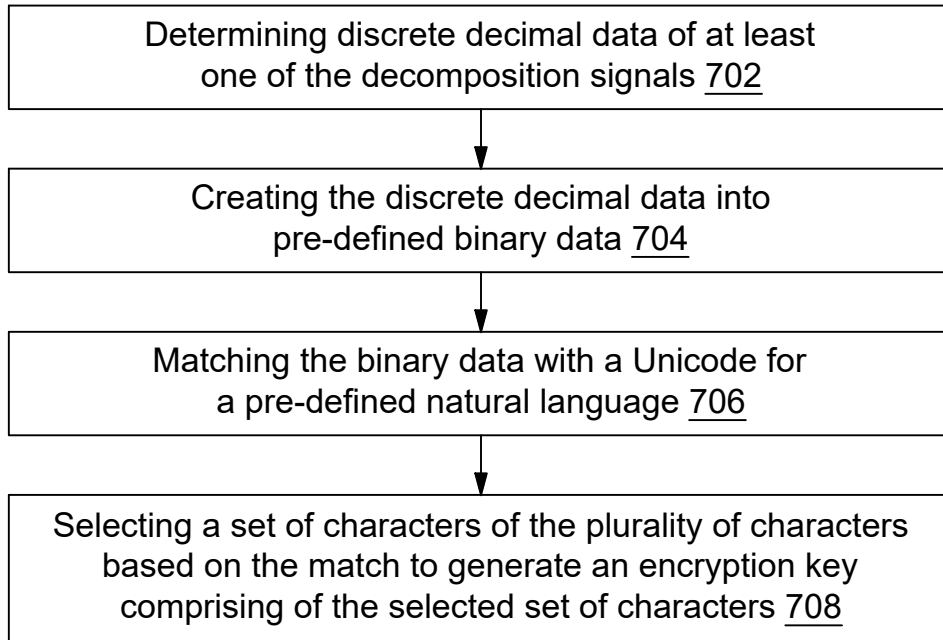 Determining discrete decimal data of at least
one of the decomposition signals 702
Creating the discrete decimal data into
pre-defined binary data 704
Matching the binary data with a Unicode for
a pre-defined natural language 706
Selecting a set of characters of the plurality of characters
based on the match to generate an encryption key
comprising of the selected set of characters 708